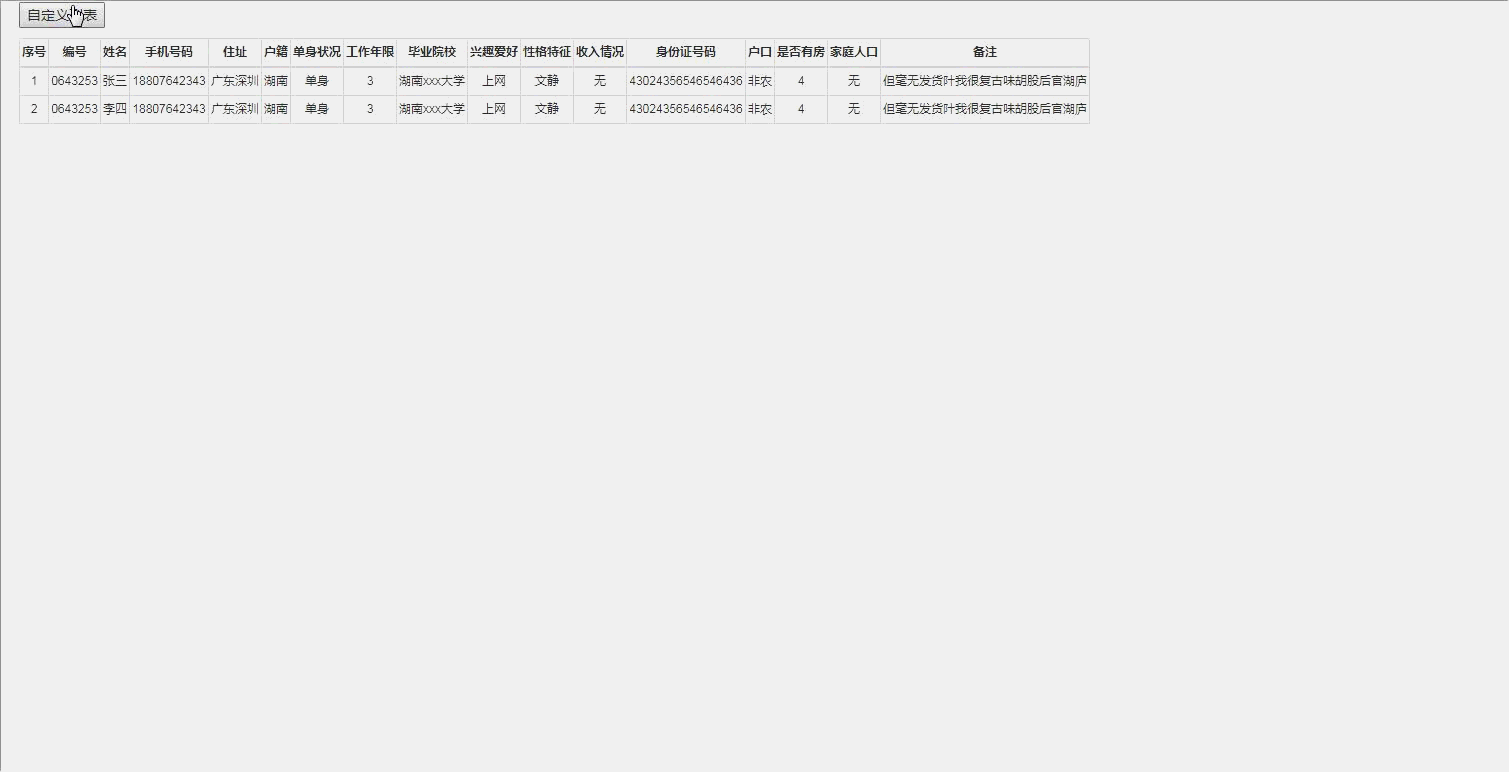 自定义 表
序号 编号 姓名 手机号码 住址 户籍 单身状况 工作年限 毕业院校 兴趣爱好 性格特征 收入情况 身份证号码 户口 是否有房 家庭人口 备注
1 0643253 张三 18807642343 广东深圳 湖南 单身 3 湖南xxx大学 上网 文静 无 43024356546546436 非农 4 无 但毫无发货叶我很复古味胡股后官湖庐
2 0643253 李四 18807642343 广东深圳 湖南 单身 3 湖南xxx大学 上网 文静 无 43024356546546436 非农 4 无 但毫无发货叶我很复古味胡股后官湖庐